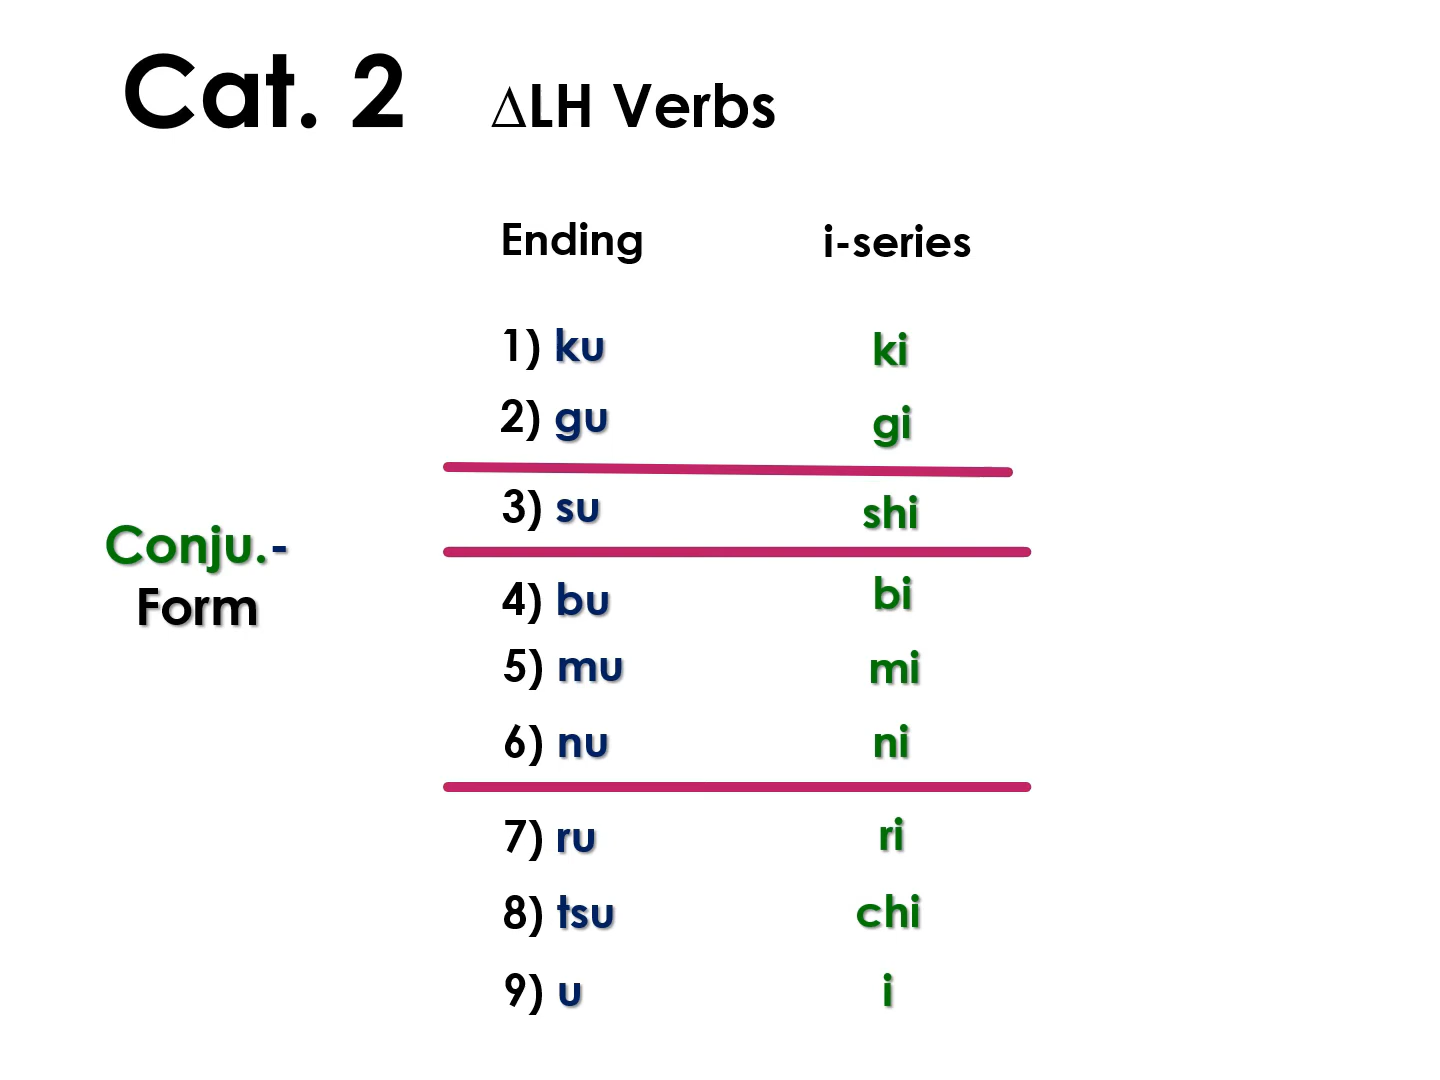 Cat. 2 ΔLH Verbs
Ending i-series
1) ku ki
2) gu gi
3) su shi
Conju.-
Form
4) bu bi
5) mu mi
6) nu ni
7) ru ri
8) tsu chi
9) u i